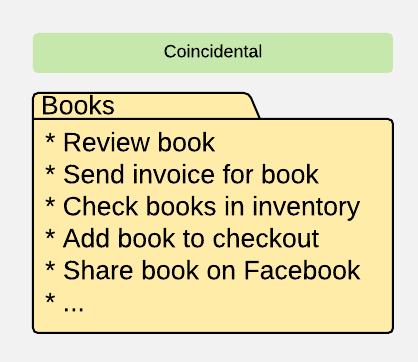 Coincidental
Books
* Review book
* Send invoice for book
* Check books in inventory
* Add book to checkout
* Share book on Facebook
* ...